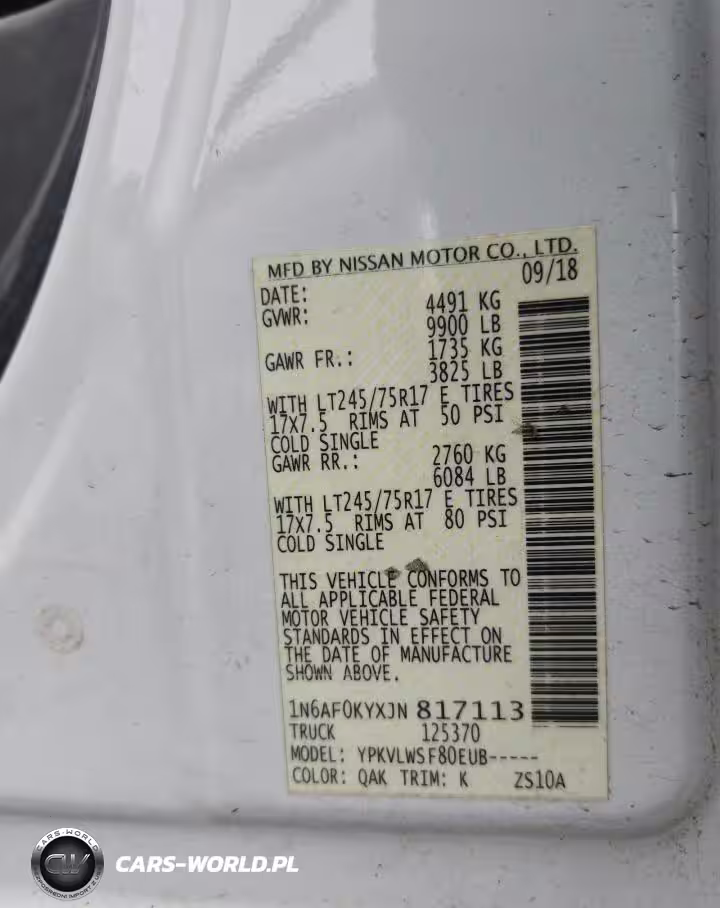 MFD BY NISSAN MOTOR CO., LTD.
DATE: 09/18
GVWR: 4491 KG
9900 LB
GAWR FR.: 1735 KG
3825 LB
WITH LT245/75R17 E TIRES
17X7.5 RIMS AT 50 PSI
COLD SINGLE
GAWR RR.: 2760 KG
6084 LB
WITH LT245/75R17 E TIRES
17X7.5 RIMS AT 80 PSI
COLD SINGLE
THIS VEHICLE CONFORMS TO
ALL APPLICABLE FEDERAL
MOTOR VEHICLE SAFETY
STANDARDS IN EFFECT ON
THE DATE OF MANUFACTURE
SHOWN ABOVE.
1N6AF0KYXJN 817113
TRUCK 125370
MODEL: YPKVLWSF80EUB-----
COLOR: QAK TRIM: K ZS10A
CARS-WORLD
CW
CARS-WORLD.PL